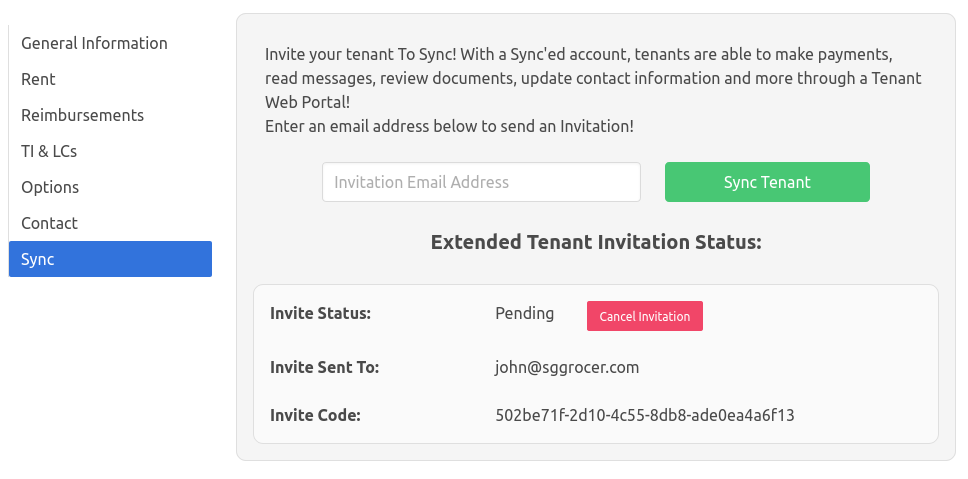 General Information
Rent
Reimbursements
TI & LCs
Options
Contact
Sync
Invite your tenant To Sync! With a Sync'ed account, tenants are able to make payments,
read messages, review documents, update contact information and more through a Tenant
Web Portal!
Enter an email address below to send an Invitation!
Invitation Email Address
Sync Tenant
Extended Tenant Invitation Status:
Invite Status: Pending Cancel Invitation
Invite Sent To: john@sggrocer.com
Invite Code: 502be71f-2d10-4c55-8db8-ade0ea4a6f13